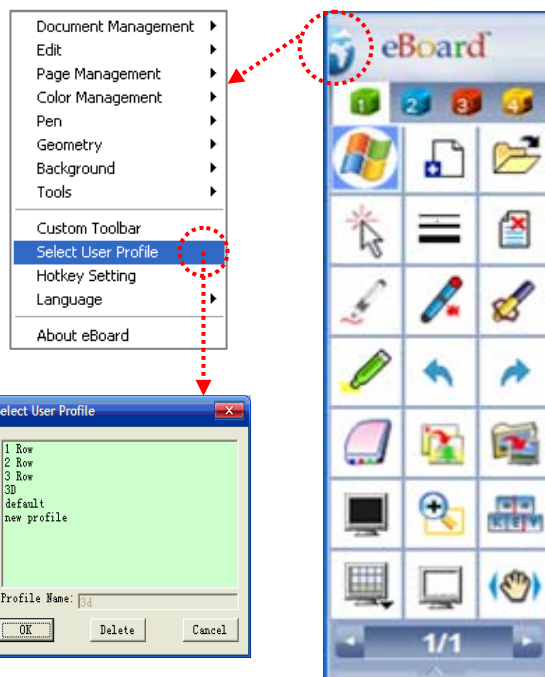 Document Management
Edit
Page Management
Color Management
Pen
Geometry
Background
Tools
Custom Toolbar
Select User Profile
Hotkey Setting
Language
About eBoard
elect User Profile
1 Row
2 Row
3 Row
3D
default
new profile
Profile Name: 3d
OK Delete Cancel
eBoard
1 2 3 4
KEY
1/1